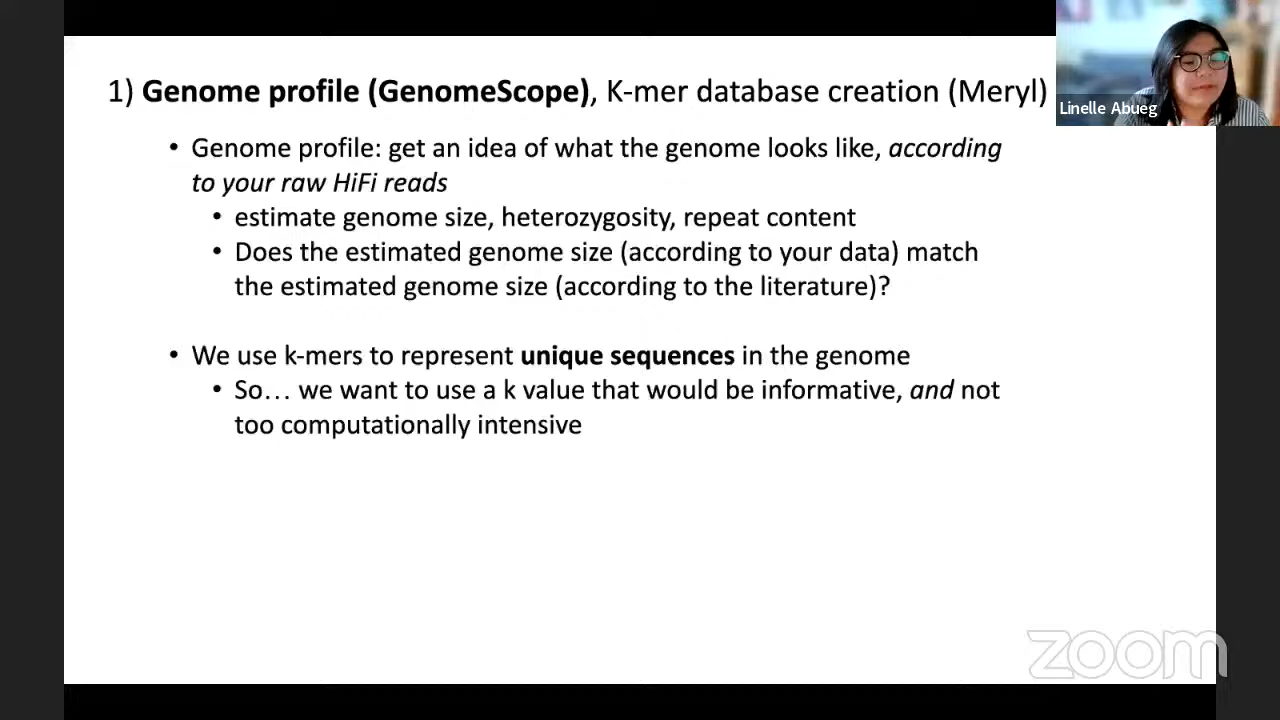 1) Genome profile (GenomeScope), K-mer database creation (Meryl)
Linelle Abueg
• Genome profile: get an idea of what the genome looks like, according
to your raw HiFi reads
• estimate genome size, heterozygosity, repeat content
• Does the estimated genome size (according to your data) match
the estimated genome size (according to the literature)?
• We use k-mers to represent unique sequences in the genome
• So… we want to use a k value that would be informative, and not
too computationally intensive
zoom